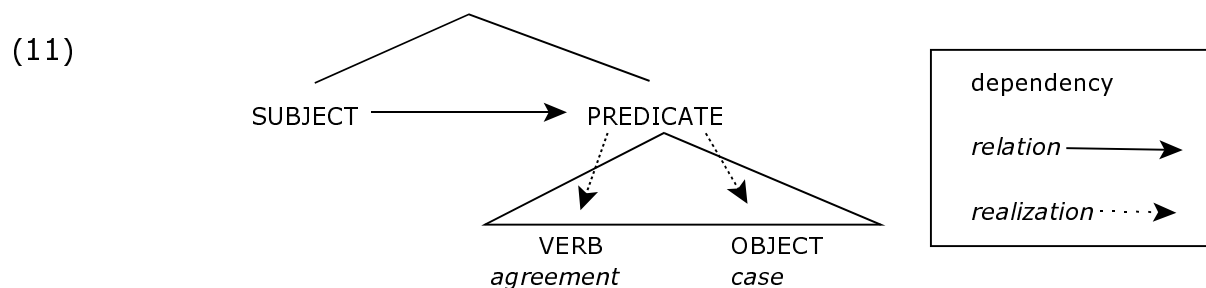 (11)
SUBJECT PREDICATE
VERB OBJECT
agreement case
dependency
relation
realization